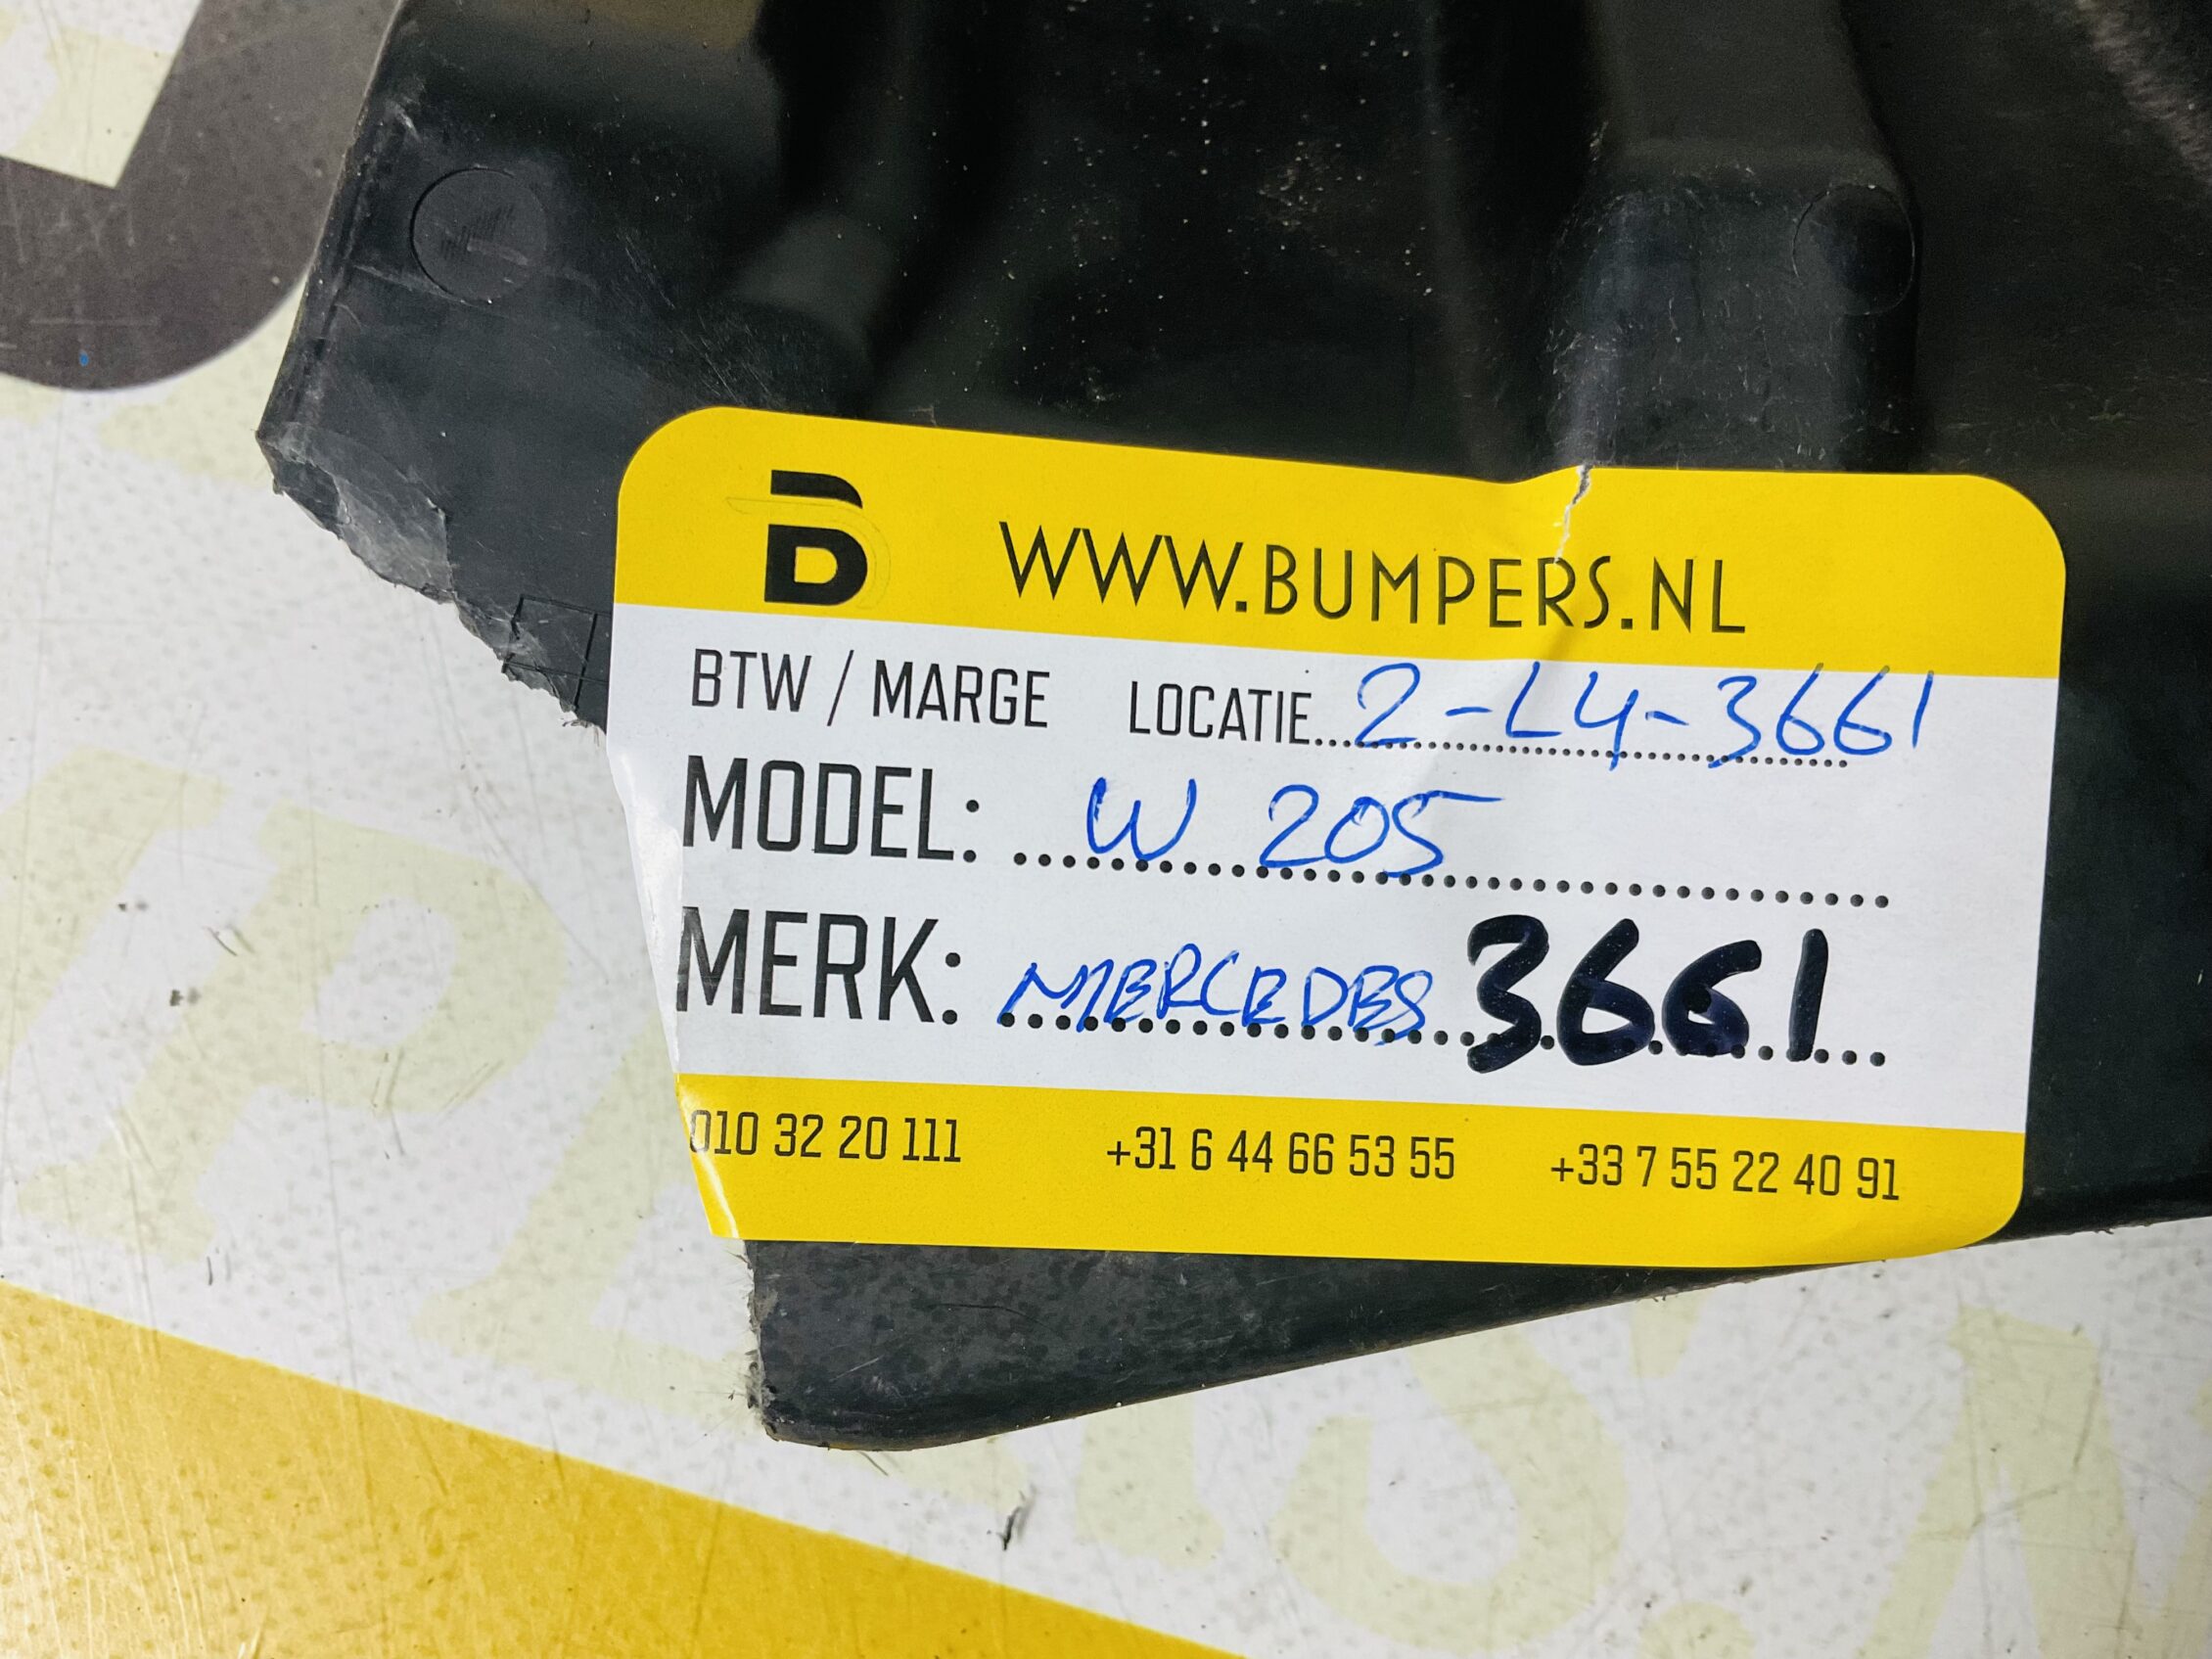 B WWW.BUMPERS.NL
BTW / MARGE LOCATIE 2-L4-3661
MODEL: W 205
MERK: MERCEDES 3661
010 32 20 111 +31 6 44 66 53 55 +33 7 55 22 40 91